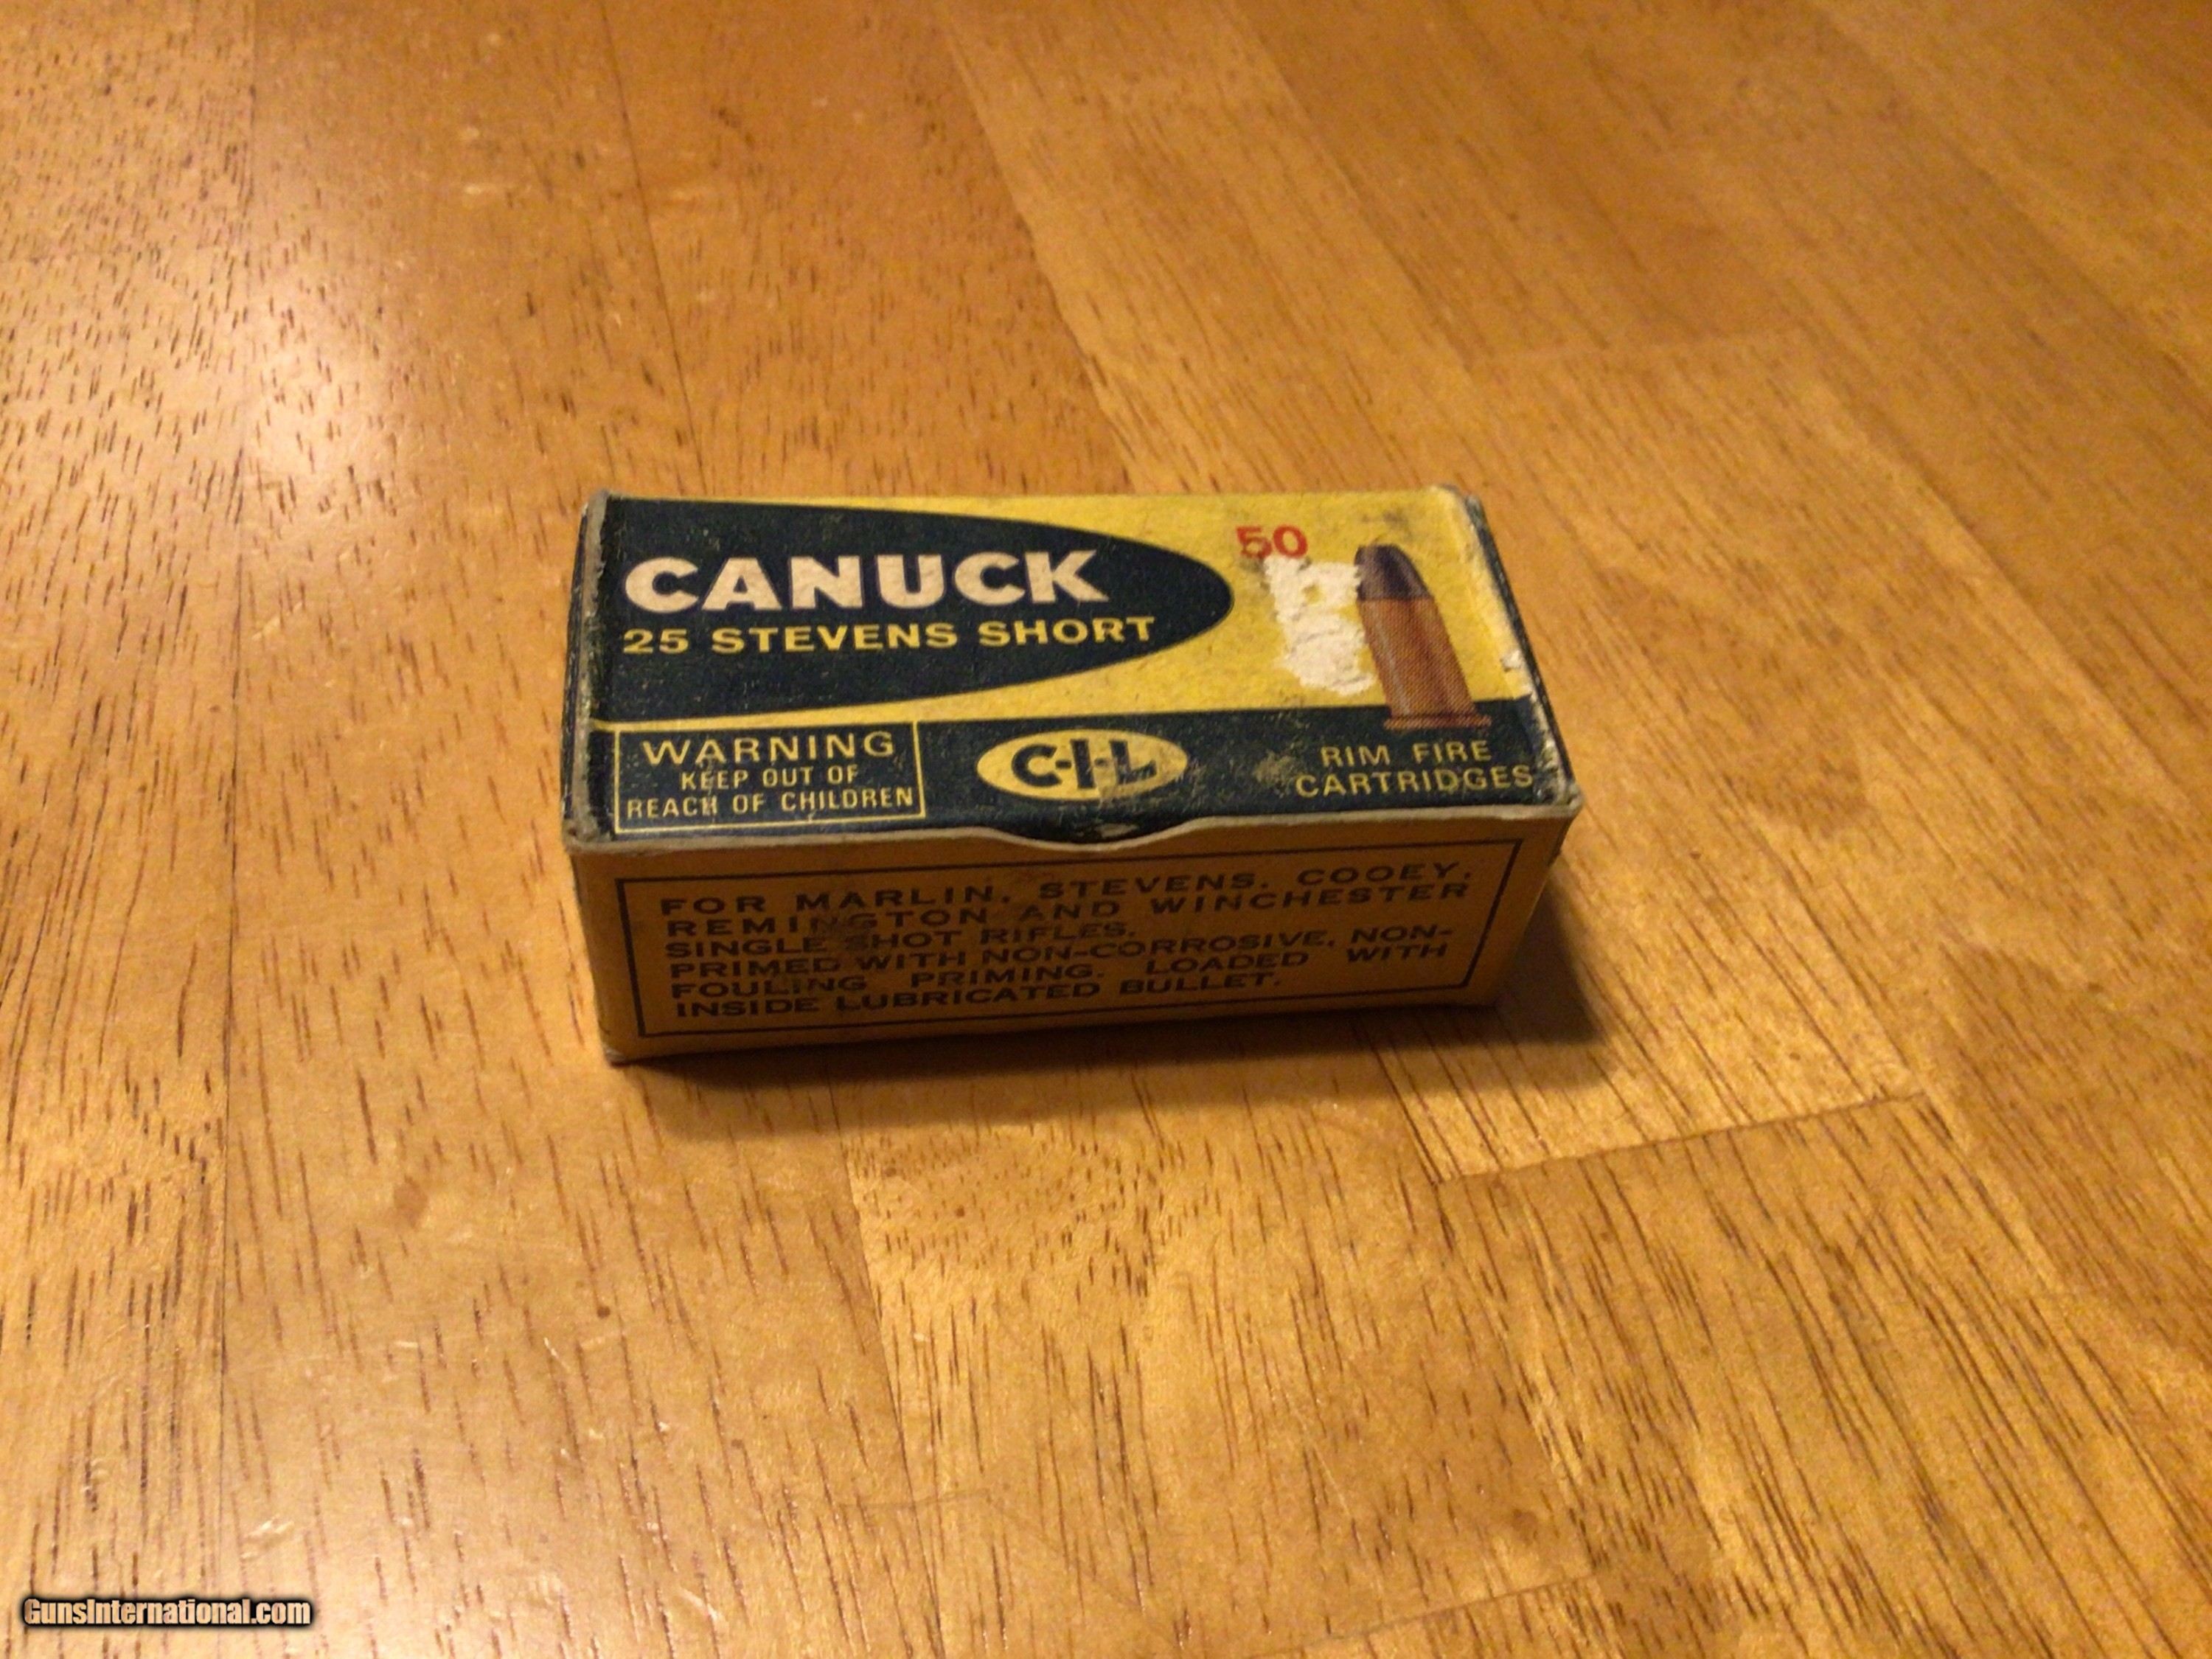 CANUCK
25 STEVENS SHORT
50
WARNING
KEEP OUT OF
REACH OF CHILDREN
C-I-L
RIM FIRE
CARTRIDGES
FOR MARLIN, STEVENS, COOEY,
REMINGTON AND WINCHESTER
SINGLE SHOT RIFLES.
PRIMED WITH NON-CORROSIVE, NON-
FOULING PRIMING. LOADED WITH
INSIDE LUBRICATED BULLET.
GunsInternational.com